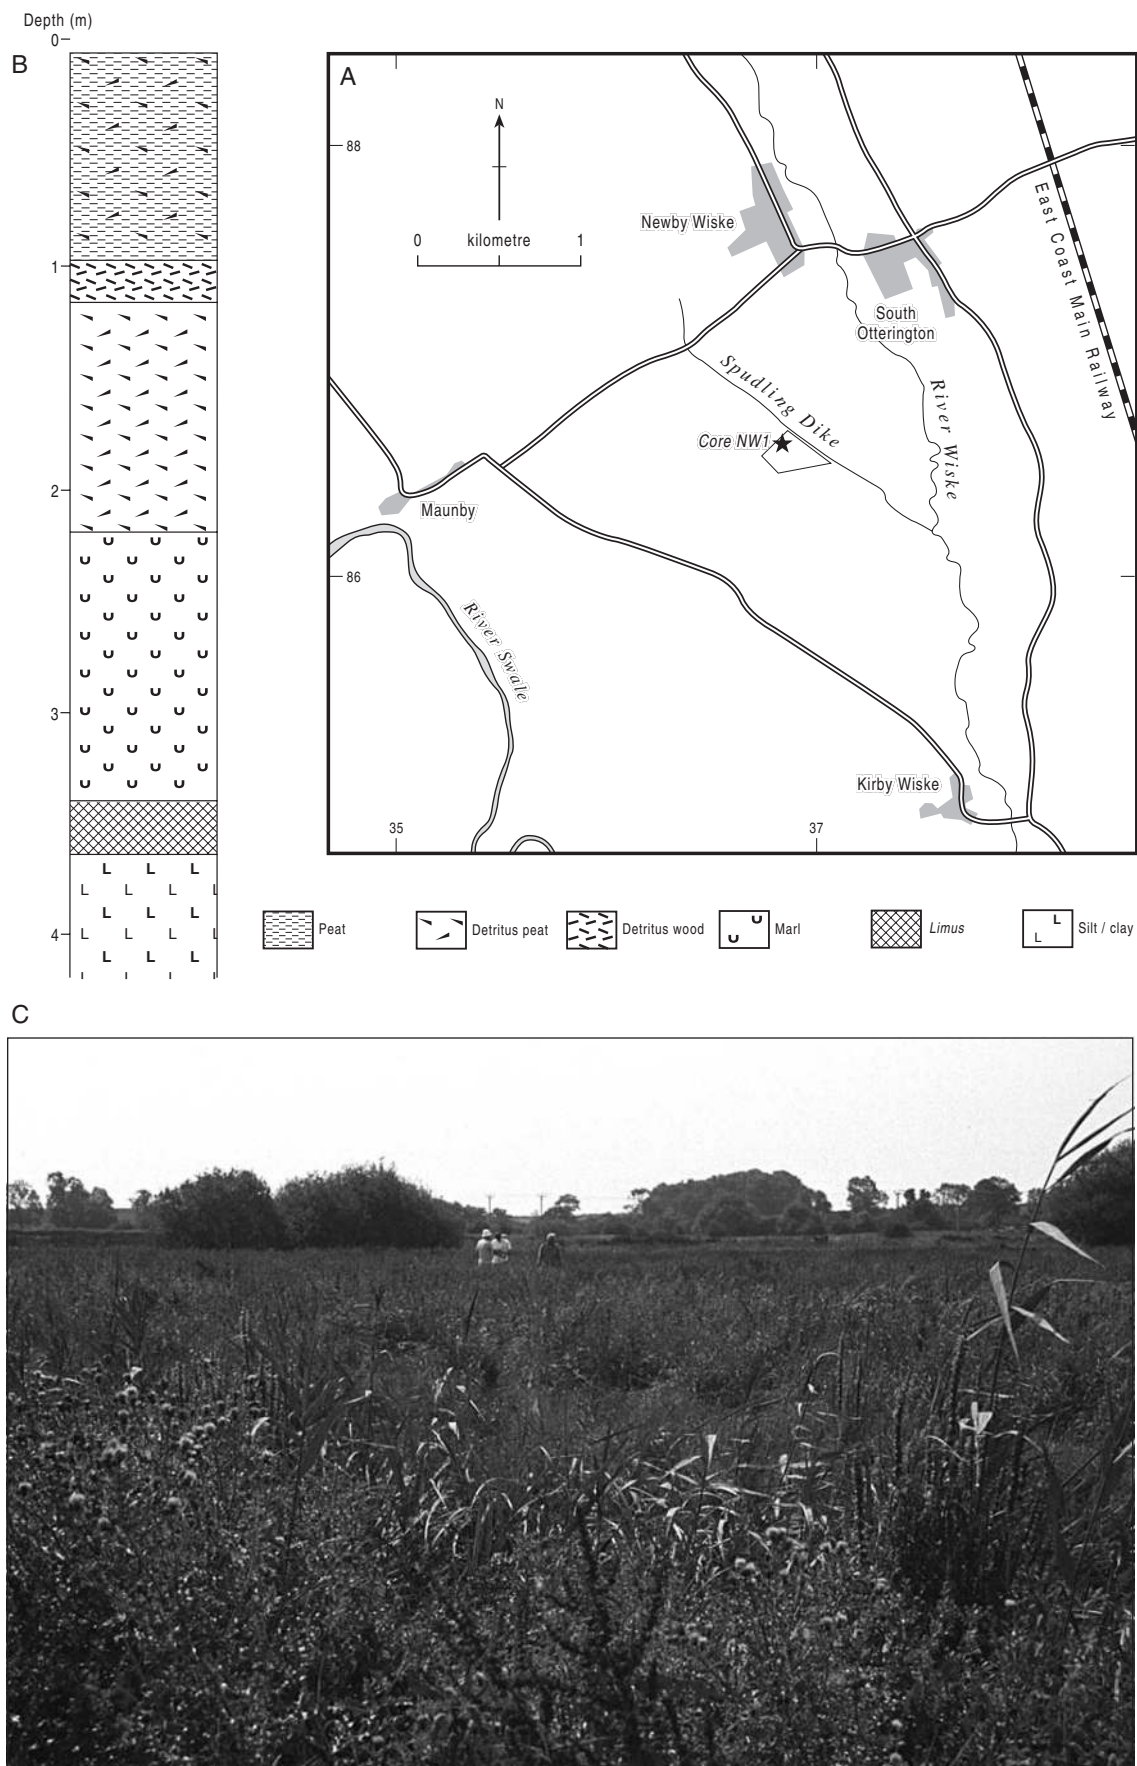 Depth (m)
0
B
1
2
3
4
A
N
0 kilometre 1
88
86
35
37
Newby Wiske
South
Otterington
East Coast Main Railway
Spudling Dike
River Wiske
Core NW1
Maunby
River Swale
Kirby Wiske
Peat
Detritus peat
Detritus wood
Marl
Limus
Silt / clay
C